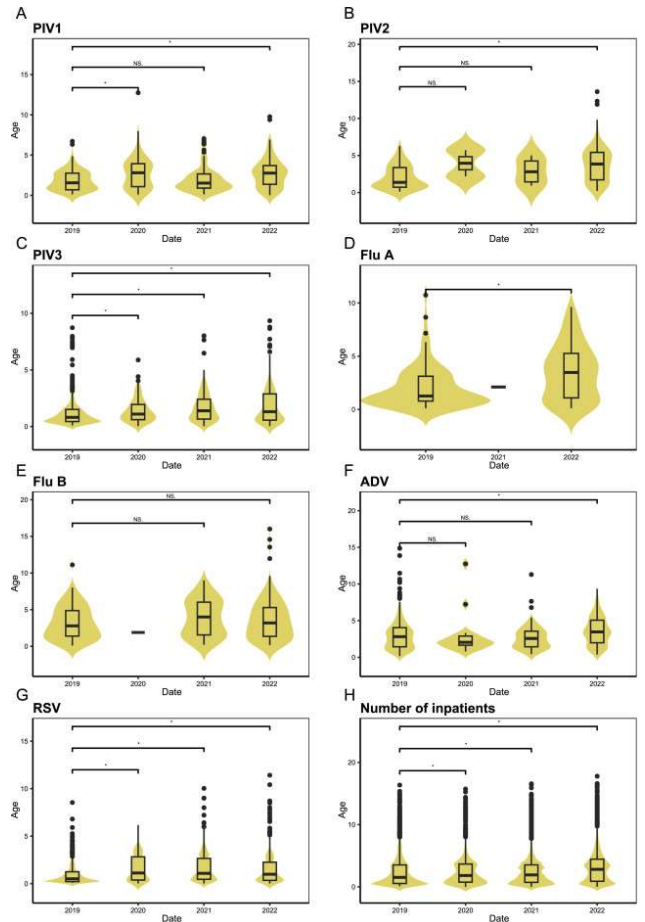 A
PIV1
*
NS.
*
15
10
5
0
Age
2019 2020 2021 2022
Date
B
PIV2
*
NS.
NS.
20
15
10
5
0
Age
2019 2020 2021 2022
Date
C
PIV3
*
*
*
10
5
0
Age
2019 2020 2021 2022
Date
D
Flu A
*
10
5
0
Age
2019 2021 2022
Date
E
Flu B
NS.
NS.
20
15
10
5
0
Age
2019 2020 2021 2022
Date
F
ADV
*
NS.
NS.
20
15
10
5
0
Age
2019 2020 2021 2022
Date
G
RSV
*
*
*
15
10
5
0
Age
2019 2020 2021 2022
Date
H
Number of inpatients
*
*
*
20
10
0
Age
2019 2020 2021 2022
Date